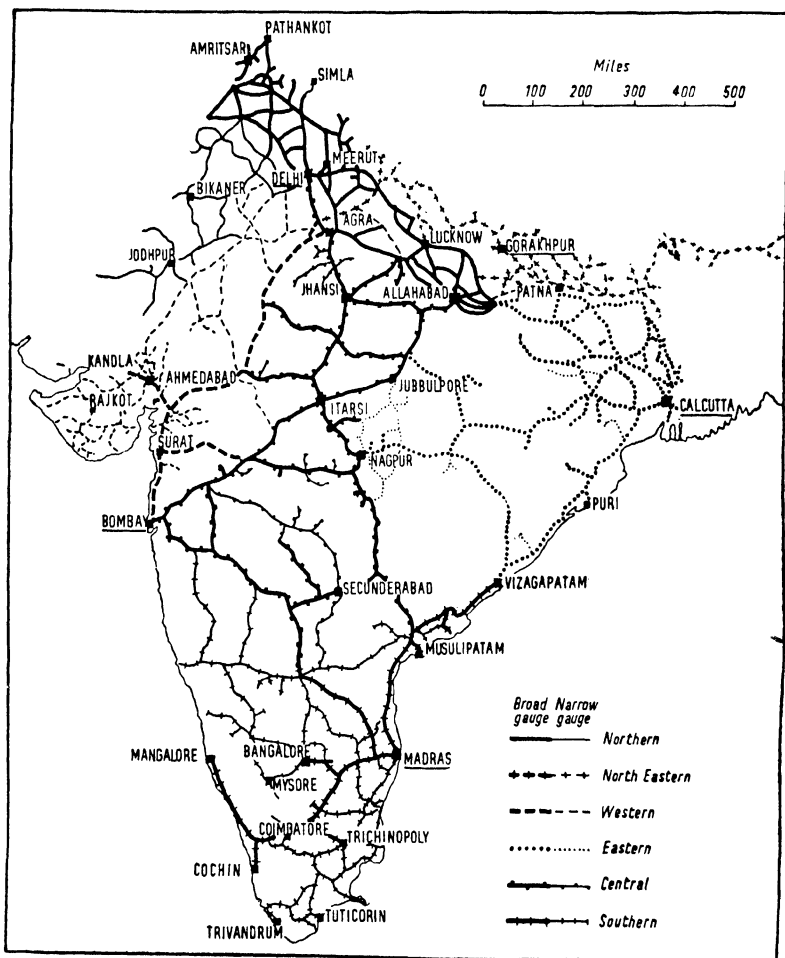 PATHANKOT
AMRITSAR
SIMLA
Miles
0 100 200 300 400 500
MEERUT
DELHI
BIKANER
AGRA
LUCKNOW
GORAKHPUR
JODHPUR
JHANSI
ALLAHABAD
PATNA
KANDLA
AHMEDABAD
JUBBULPORE
RAJKOT
ITARSI
CALCUTTA
SURAT
NAGPUR
PURI
BOMBAY
VIZAGAPATAM
SECUNDERABAD
MUSULIPATAM
Broad Narrow
gauge gauge
Northern
MANGALORE
BANGALORE
MADRAS
North Eastern
MYSORE
Western
COIMBATORE
TRICHINOPOLY
Eastern
COCHIN
Central
TUTICORIN
TRIVANDRUM
Southern